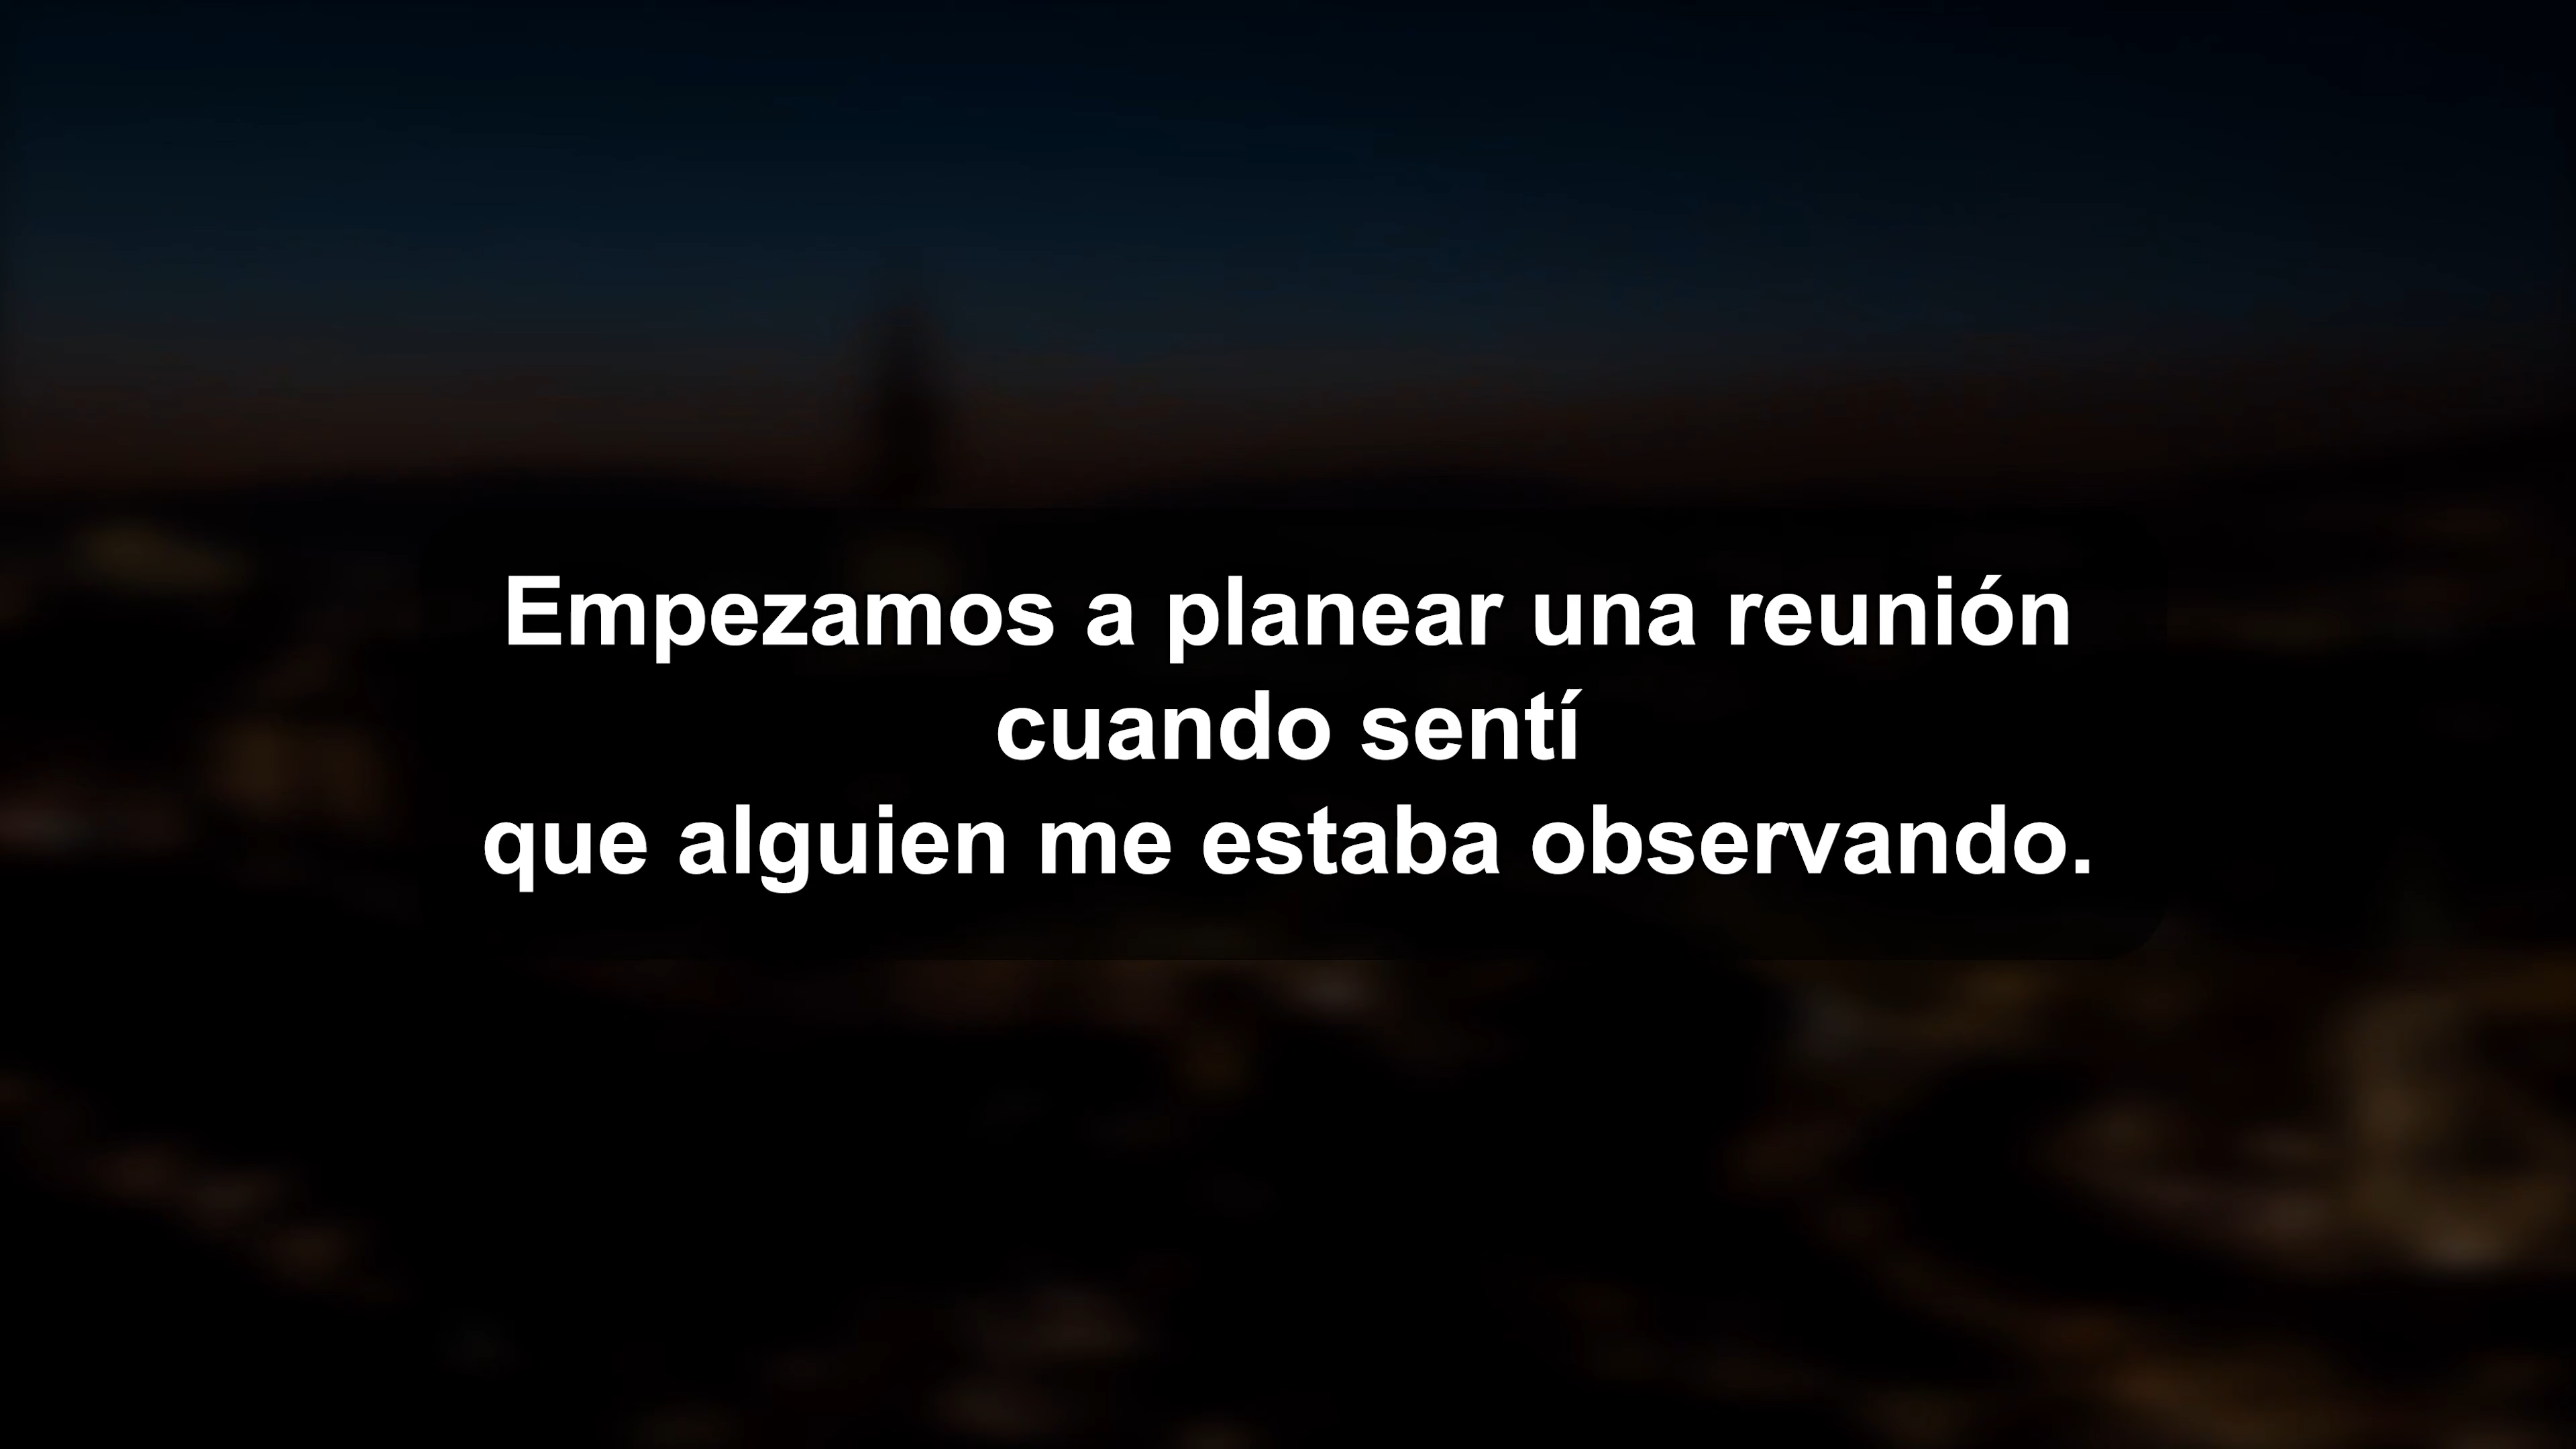 Empezamos a planear una reunión
cuando sentí
que alguien me estaba observando.